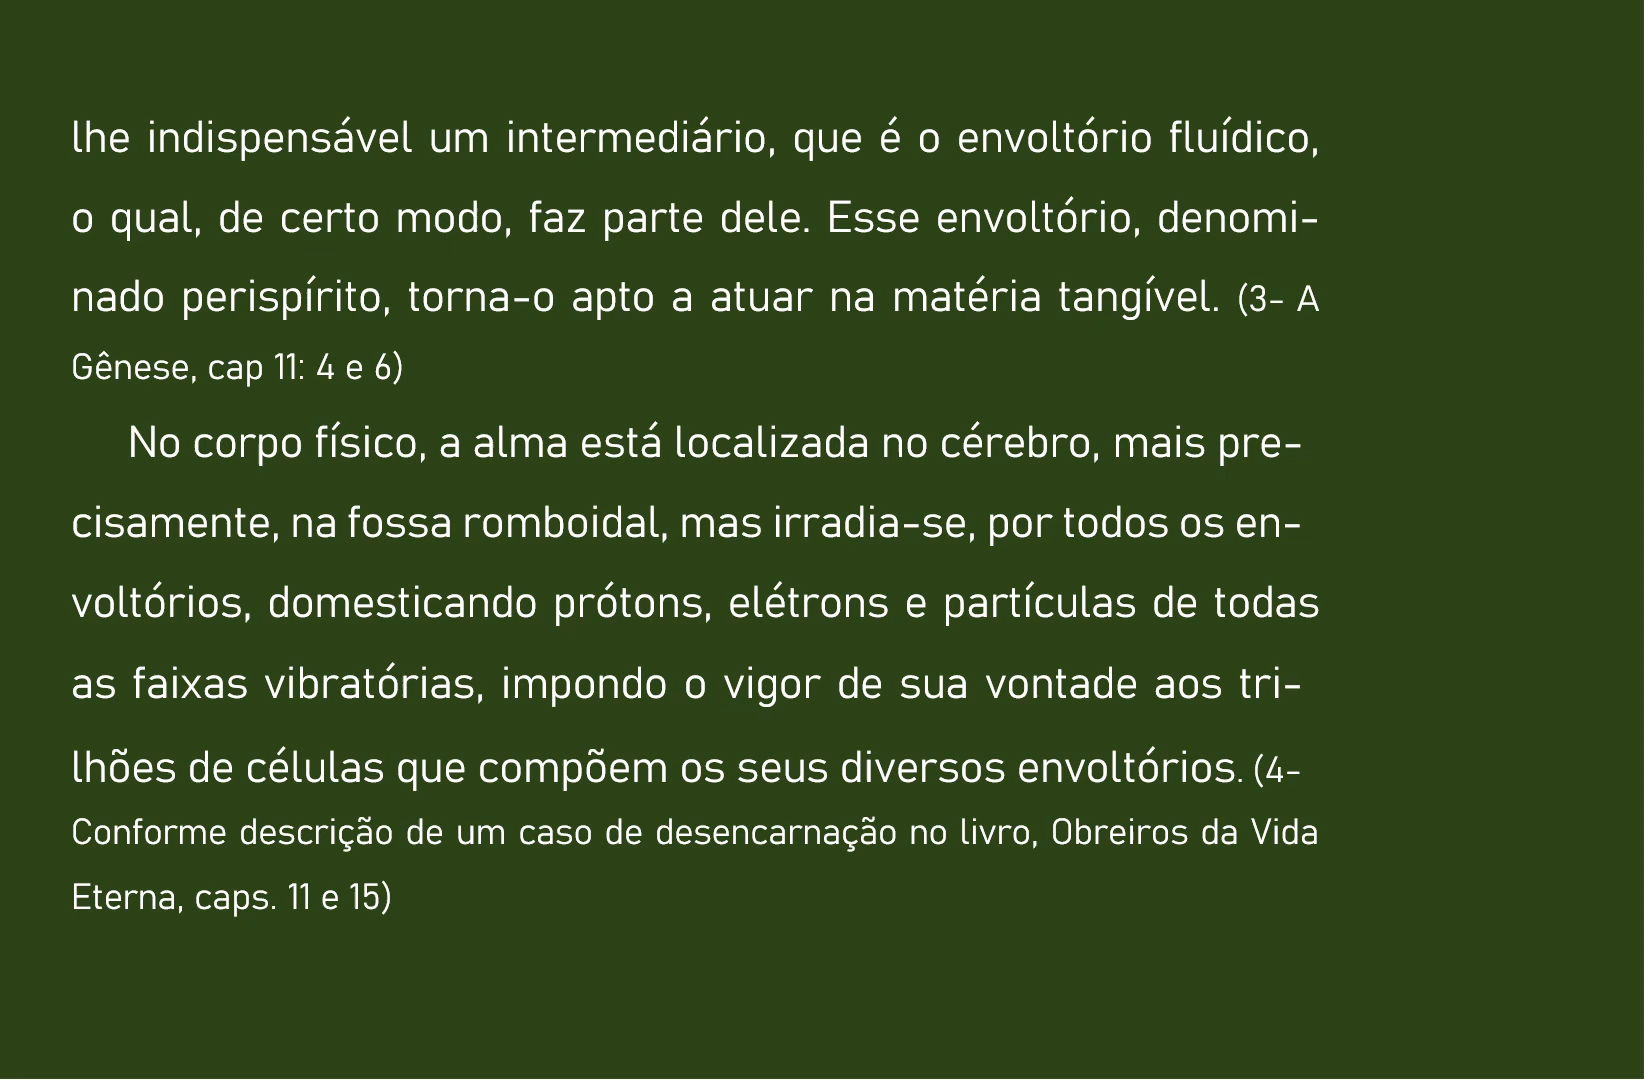 lhe indispensável um intermediário, que é o envoltório fluídico,
o qual, de certo modo, faz parte dele. Esse envoltório, denomi-
nado perispírito, torna-o apto a atuar na matéria tangível. (3- A
Gênese, cap 11: 4 e 6)
No corpo físico, a alma está localizada no cérebro, mais pre-
cisamente, na fossa romboidal, mas irradia-se, por todos os en-
voltórios, domesticando prótons, elétrons e partículas de todas
as faixas vibratórias, impondo o vigor de sua vontade aos tri-
lhões de células que compõem os seus diversos envoltórios. (4-
Conforme descrição de um caso de desencarnação no livro, Obreiros da Vida
Eterna, caps. 11 e 15)